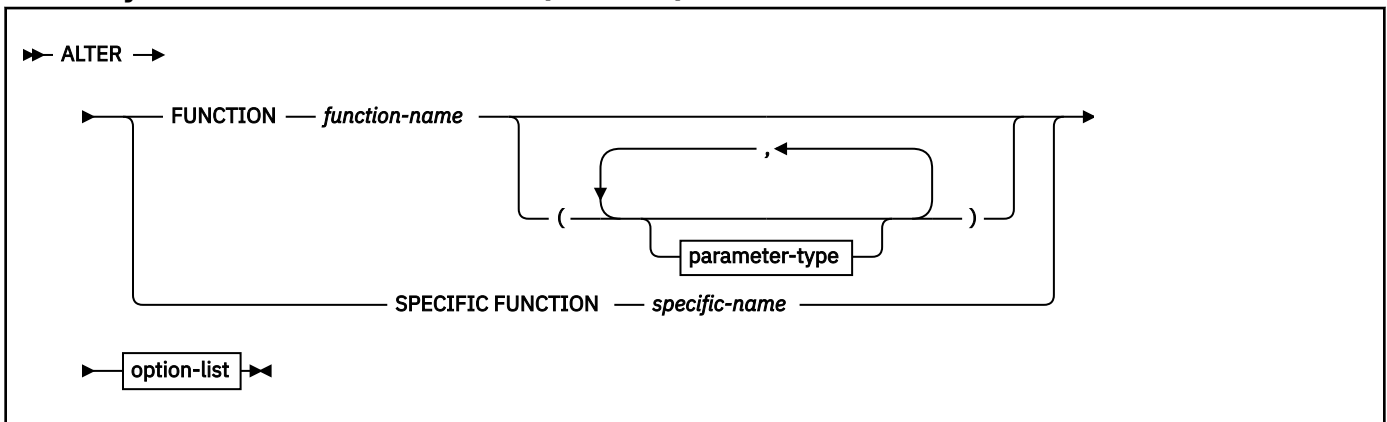 ALTER
FUNCTION function-name
,
( parameter-type )
SPECIFIC FUNCTION specific-name
option-list